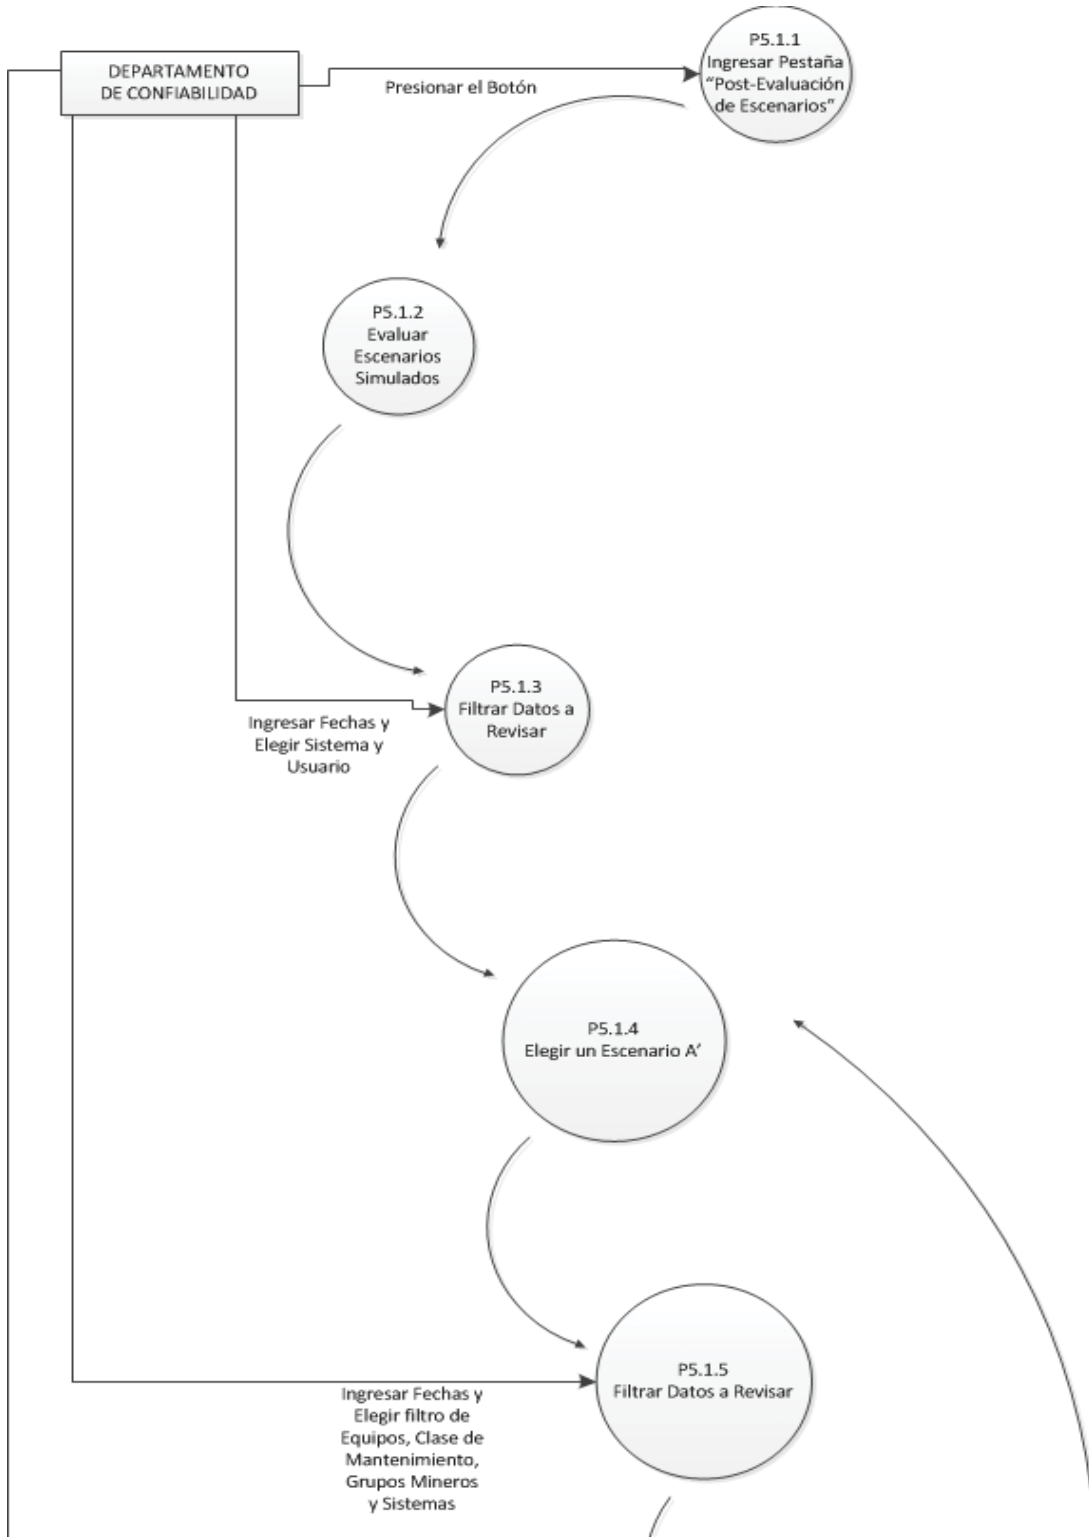 DEPARTAMENTO
DE CONFIABILIDAD
Presionar el Botón
P5.1.1
Ingresar Pestaña
“Post-Evaluación
de Escenarios”
P5.1.2
Evaluar
Escenarios
Simulados
P5.1.3
Filtrar Datos a
Revisar
Ingresar Fechas y
Elegir Sistema y
Usuario
P5.1.4
Elegir un Escenario A’
P5.1.5
Filtrar Datos a Revisar
Ingresar Fechas y
Elegir filtro de
Equipos, Clase de
Mantenimiento,
Grupos Mineros
y Sistemas